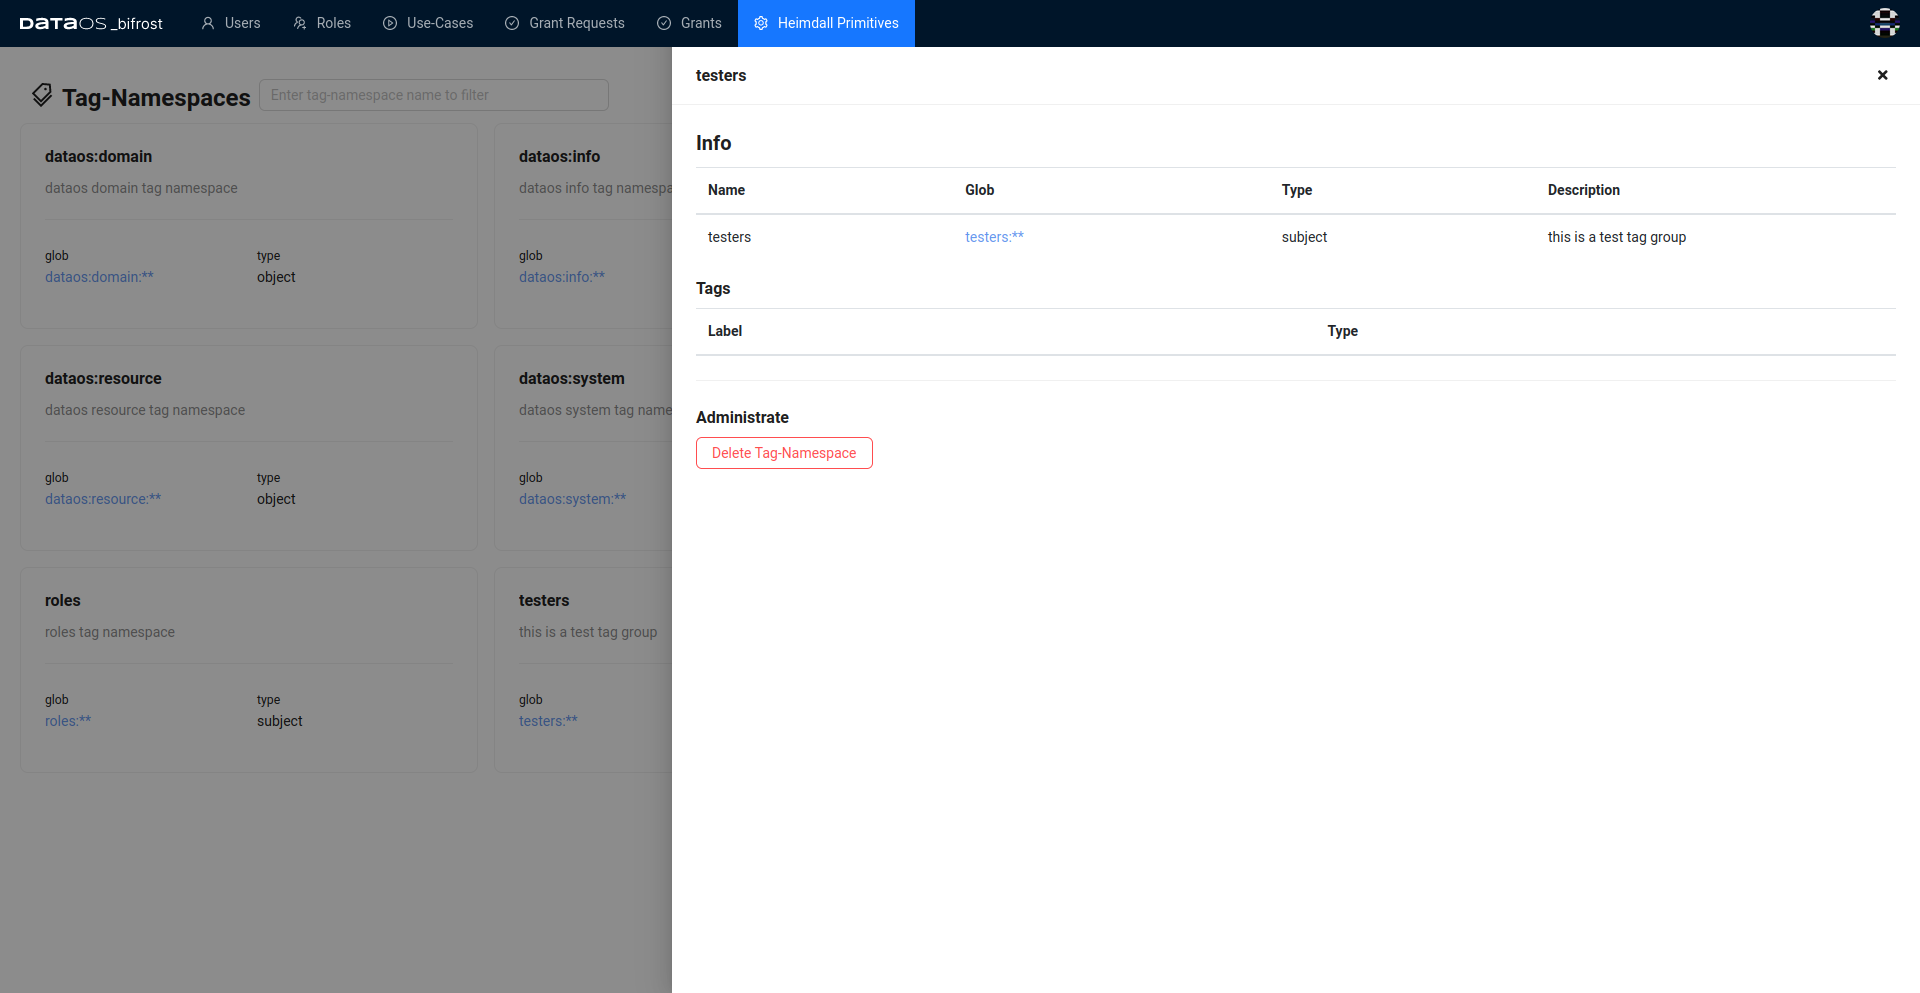 DATAOS _bifrost Users Roles Use-Cases Grant Requests Grants Heimdall Primitives
Tag-Namespaces Enter tag-namespace name to filter
dataos:domain
dataos domain tag namespace
glob type
dataos:domain:** object
dataos:info
dataos info tag namespa
glob
dataos:info:**
dataos:resource
dataos resource tag namespace
glob type
dataos:resource:** object
dataos:system
dataos system tag name
glob
dataos:system:**
roles
roles tag namespace
glob type
roles:** subject
testers
this is a test tag group
glob
testers:**
testers
Info
Name Glob Type Description
testers testers:** subject this is a test tag group
Tags
Label Type
Administrate
Delete Tag-Namespace